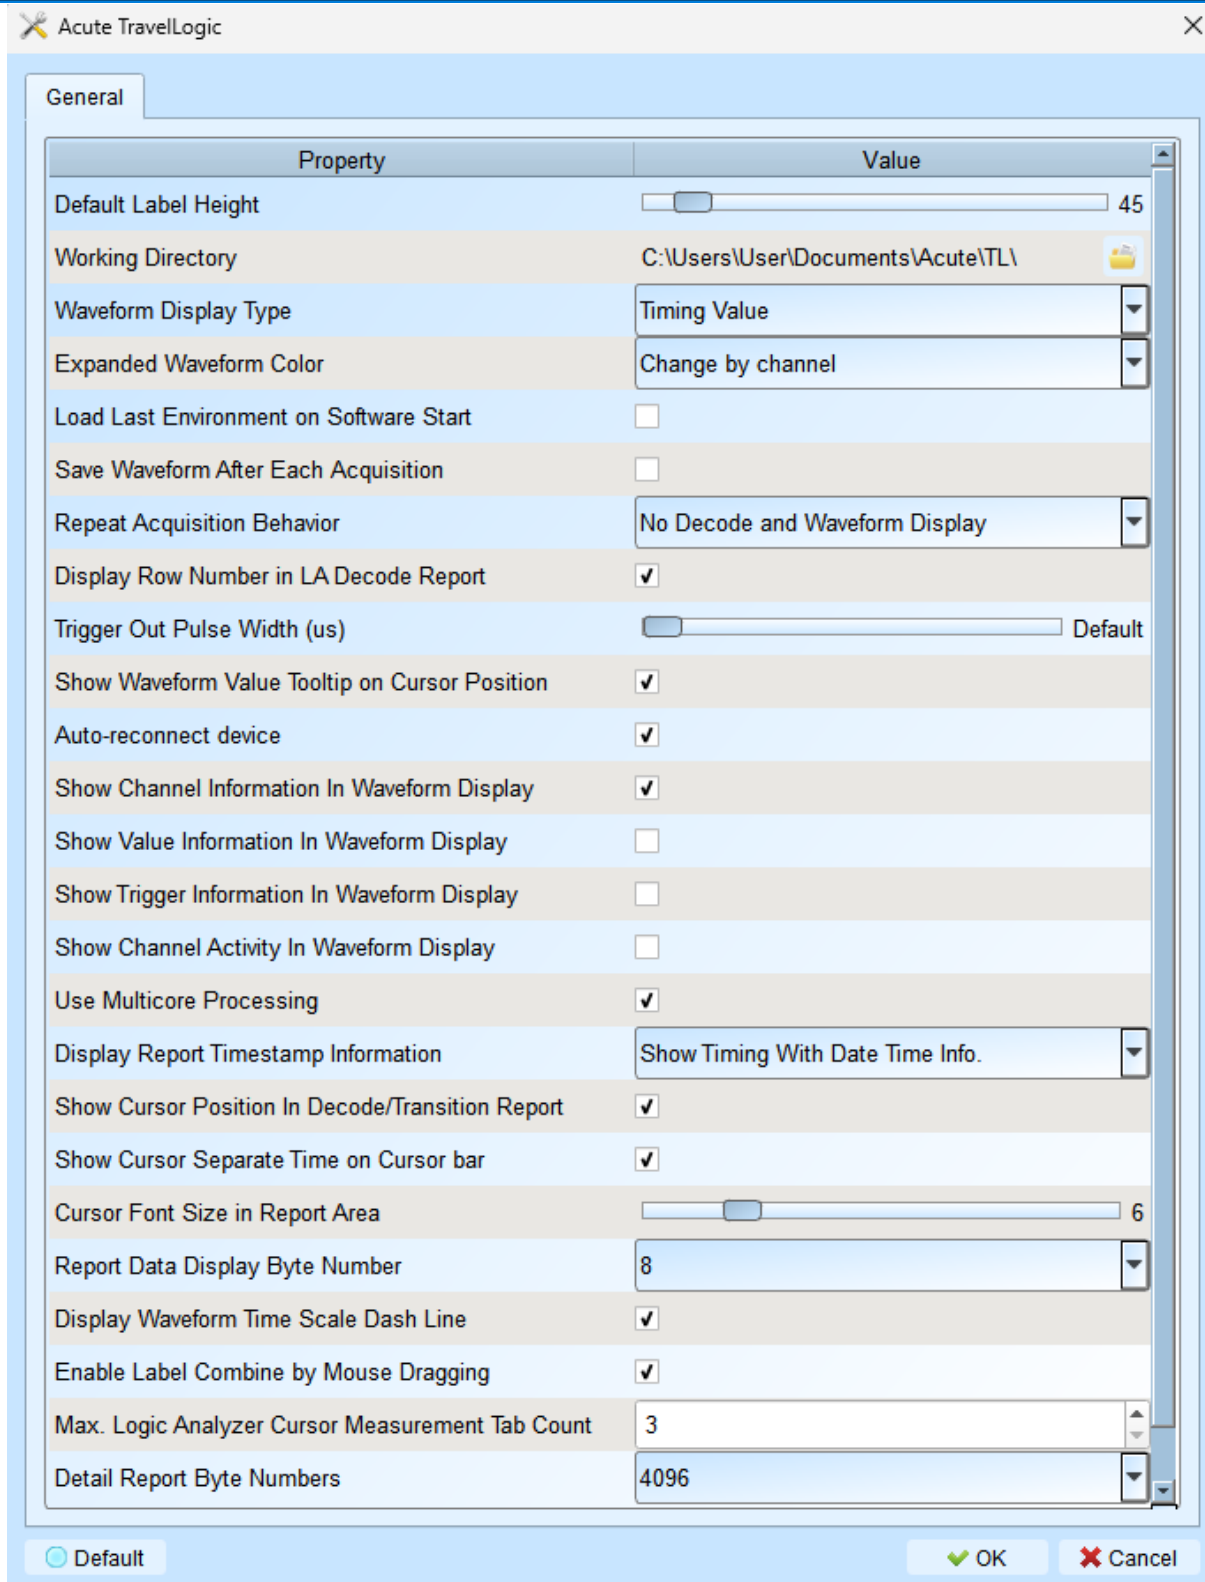 Acute TravelLogic
General
Property Value
Default Label Height 45
Working Directory C:\Users\User\Documents\Acute\TL\
Waveform Display Type Timing Value
Expanded Waveform Color Change by channel
Load Last Environment on Software Start
Save Waveform After Each Acquisition
Repeat Acquisition Behavior No Decode and Waveform Display
Display Row Number in LA Decode Report
Trigger Out Pulse Width (us) Default
Show Waveform Value Tooltip on Cursor Position
Auto-reconnect device
Show Channel Information In Waveform Display
Show Value Information In Waveform Display
Show Trigger Information In Waveform Display
Show Channel Activity In Waveform Display
Use Multicore Processing
Display Report Timestamp Information Show Timing With Date Time Info.
Show Cursor Position In Decode/Transition Report
Show Cursor Separate Time on Cursor bar
Cursor Font Size in Report Area 6
Report Data Display Byte Number 8
Display Waveform Time Scale Dash Line
Enable Label Combine by Mouse Dragging
Max. Logic Analyzer Cursor Measurement Tab Count 3
Detail Report Byte Numbers 4096
Default OK Cancel